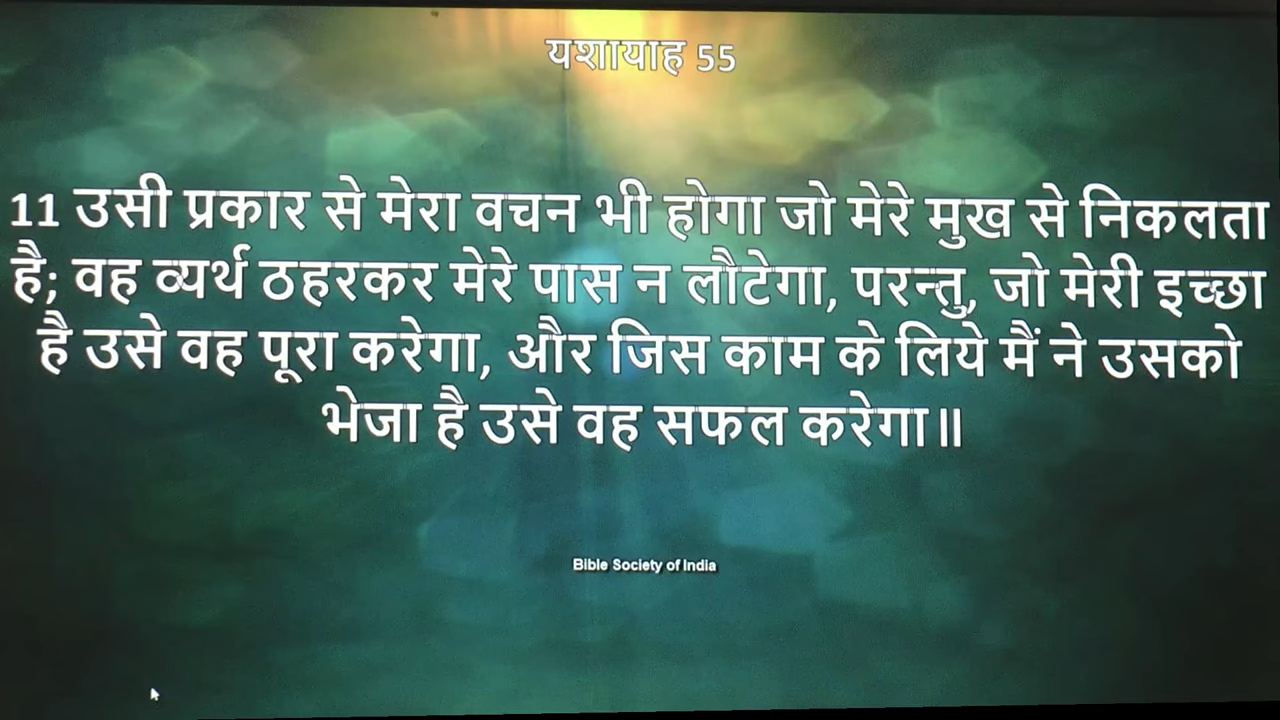 यशायाह 55
11 उसी प्रकार से मेरा वचन भी होगा जो मेरे मुख से निकलता
है; वह व्यर्थ ठहरकर मेरे पास न लौटेगा, परन्तु, जो मेरी इच्छा
है उसे वह पूरा करेगा, और जिस काम के लिये मैं ने उसको
भेजा है उसे वह सफल करेगा॥
Bible Society of India